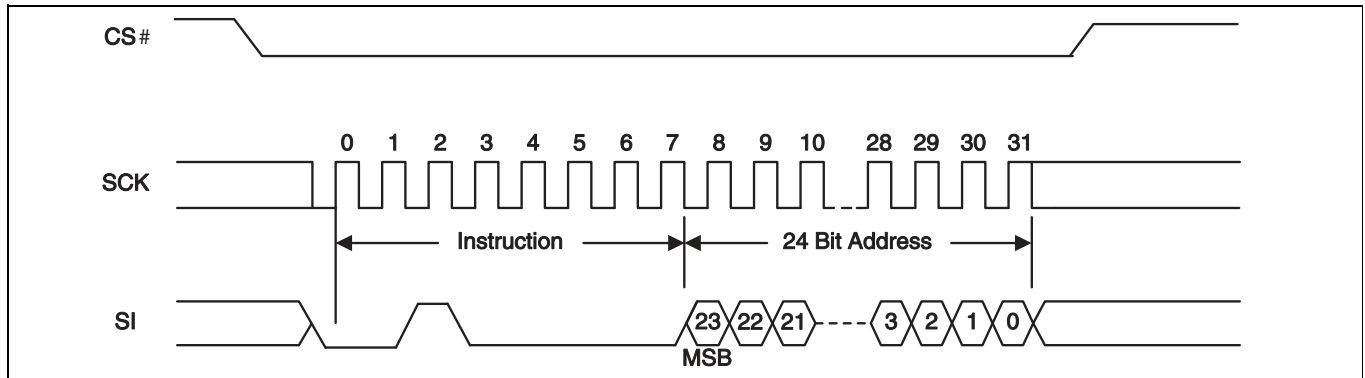 CS#
0 1 2 3 4 5 6 7 8 9 10 28 29 30 31
SCK
Instruction 24 Bit Address
SI 23 22 21 3 2 1 0
MSB